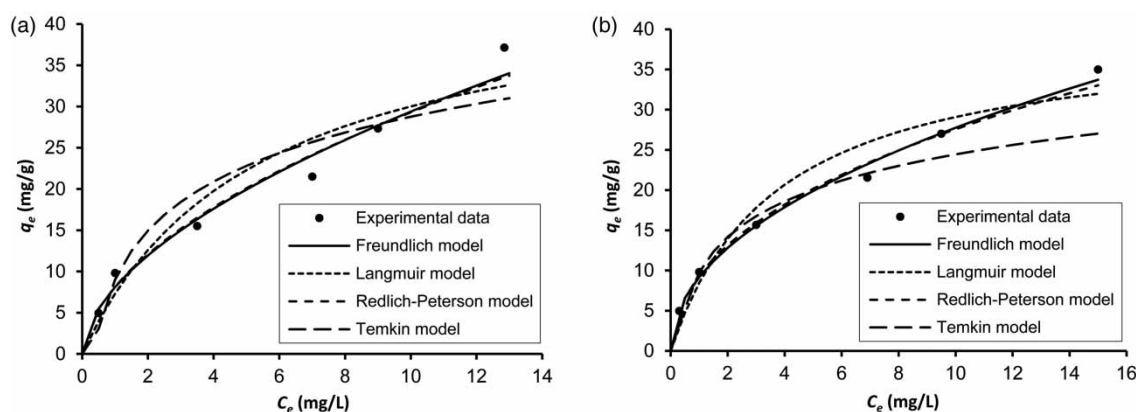 (a)
40
35
30
25
20
15
10
5
0
qe (mg/g)
Experimental data
Freundlich model
Langmuir model
Redlich-Peterson model
Temkin model
0 2 4 6 8 10 12 14
Ce (mg/L)
(b)
40
35
30
25
20
15
10
5
0
qe (mg/g)
Experimental data
Freundlich model
Langmuir model
Redlich-Peterson model
Temkin model
0 2 4 6 8 10 12 14 16
Ce (mg/L)